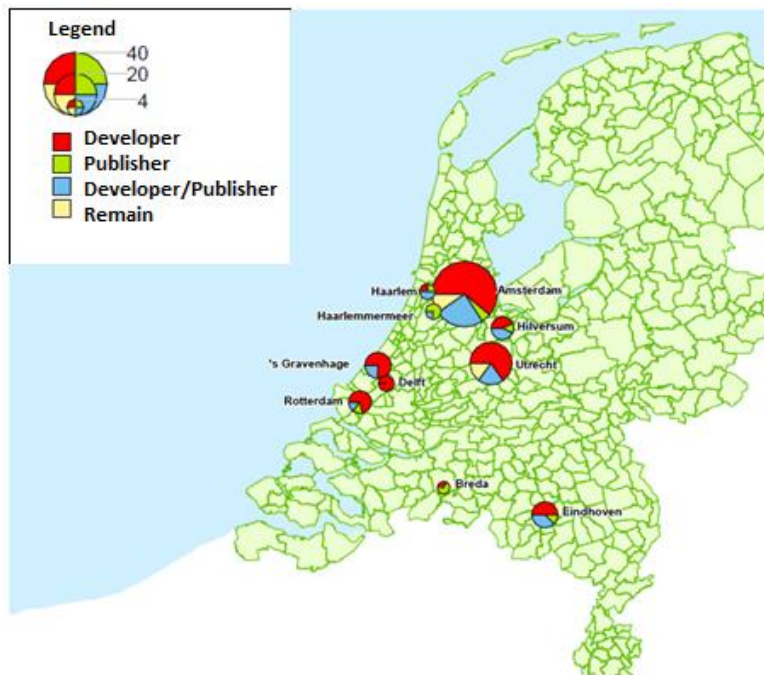 Legend
40
20
4
Developer
Publisher
Developer/Publisher
Remain
Haarlem
Amsterdam
Haarlemmermeer
Hilversum
's Gravenhage
Utrecht
Delft
Rotterdam
Breda
Eindhoven